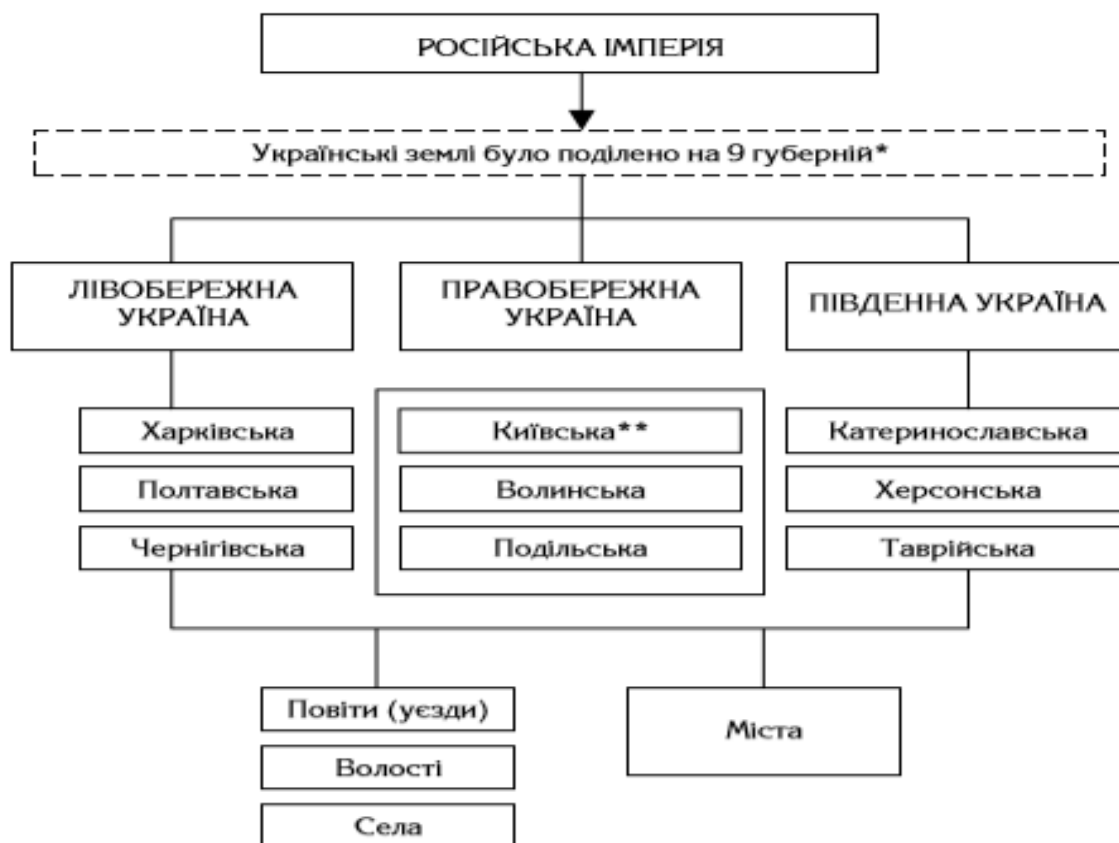 РОСІЙСЬКА ІМПЕРІЯ
Українські землі було поділено на 9 губерній*
ЛІВОБЕРЕЖНА
УКРАЇНА
ПРАВОБЕРЕЖНА
УКРАЇНА
ПІВДЕННА УКРАЇНА
Харківська
Полтавська
Чернігівська
Київська**
Волинська
Подільська
Катеринославська
Херсонська
Таврійська
Повіти (уєзди)
Волості
Села
Міста